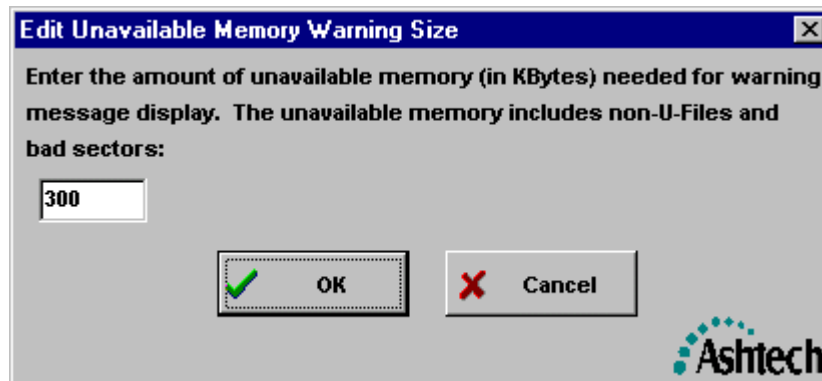 Edit Unavailable Memory Warning Size
Enter the amount of unavailable memory (in KBytes) needed for warning
message display. The unavailable memory includes non-U-Files and
bad sectors:
300
OK
Cancel
Ashtech